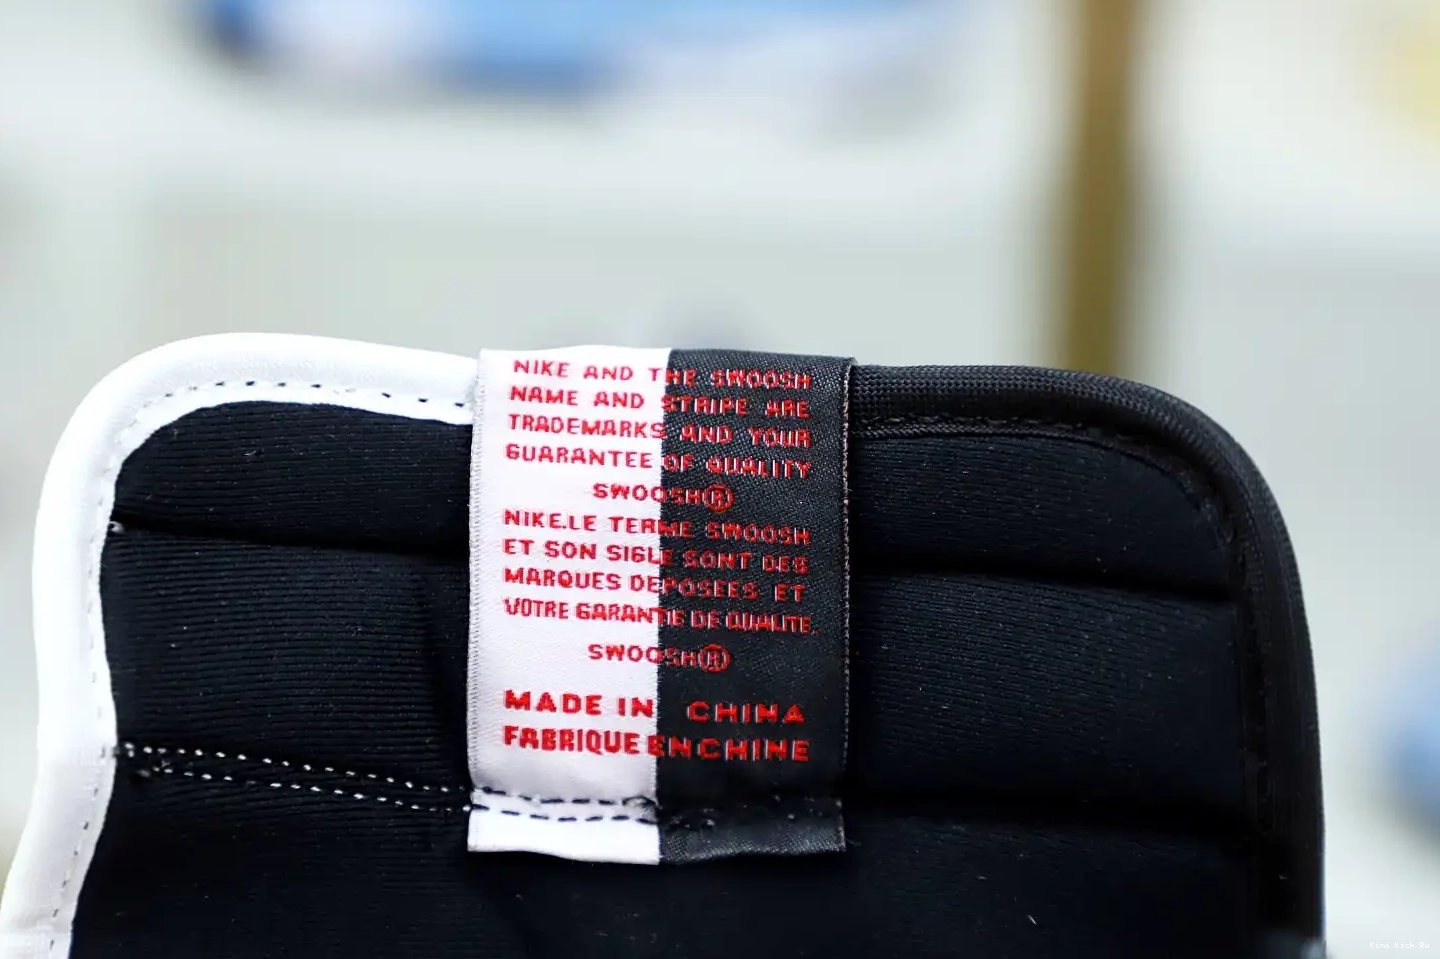 NIKE AND THE SWOOSH
NAME AND STRIPE ARE
TRADEMARKS AND YOUR
GUARANTEE OF QUALITY
SWOOSH®
NIKE.LE TERME SWOOSH
ET SON SIGLE SONT DES
MARQUES DEPOSEES ET
VOTRE GARANTIE DE QUALITE.
SWOOSH®
MADE IN CHINA
FABRIQUE EN CHINE